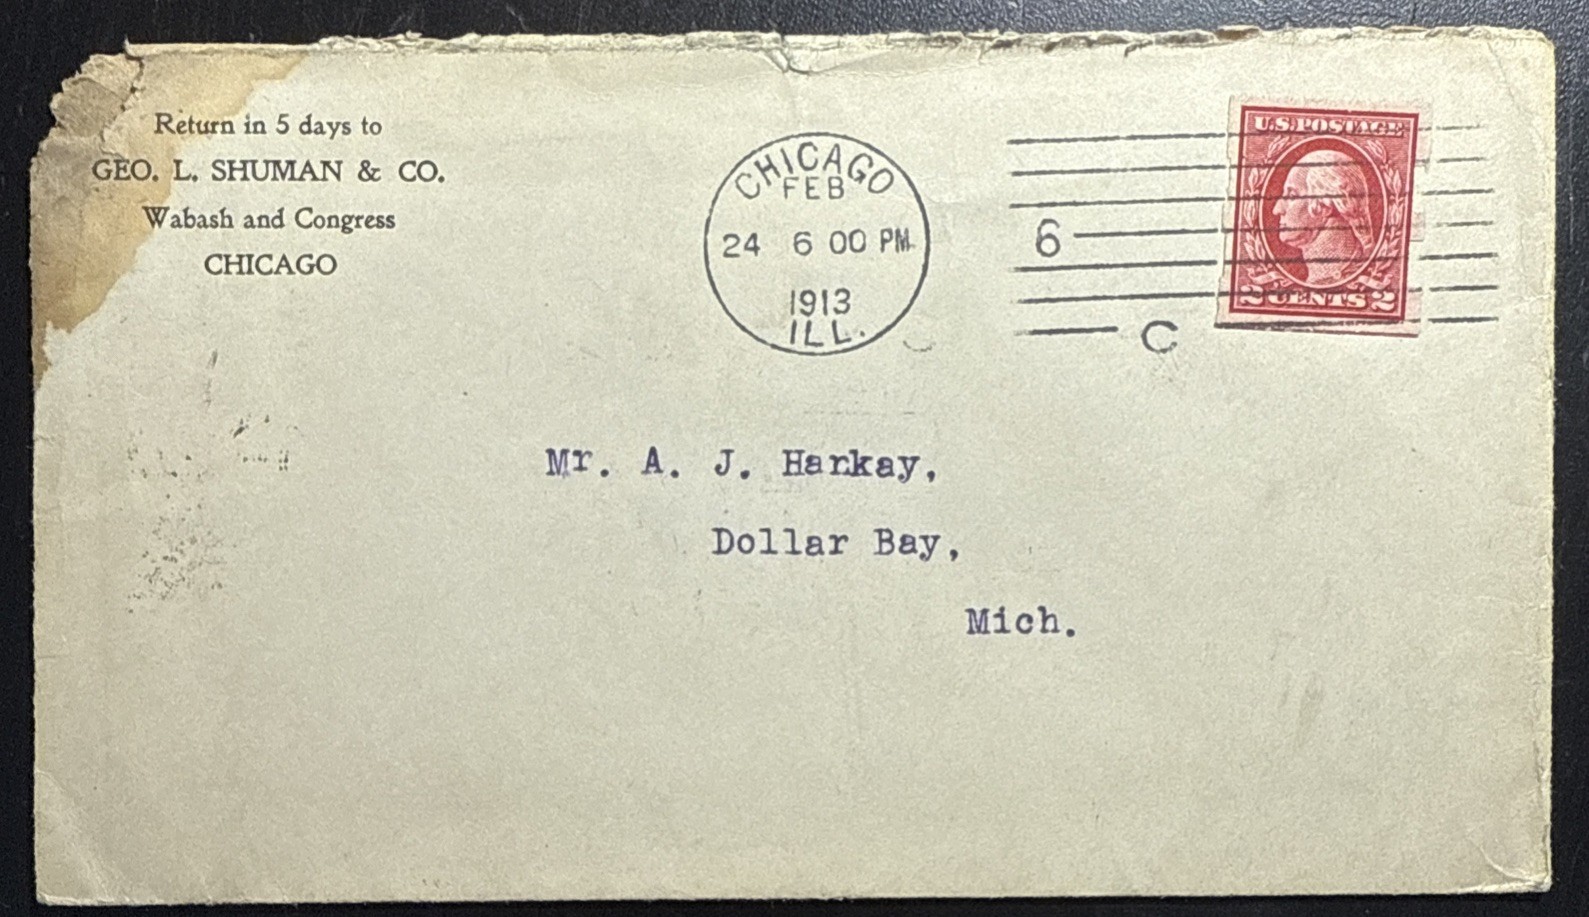 Return in 5 days to
GEO. L. SHUMAN & CO.
Wabash and Congress
CHICAGO
CHICAGO
FEB
24 6 00 PM
1913
ILL.
6
C
U.S. POSTAGE
2 CENTS 2
Mr. A. J. Harkay,
Dollar Bay,
Mich.